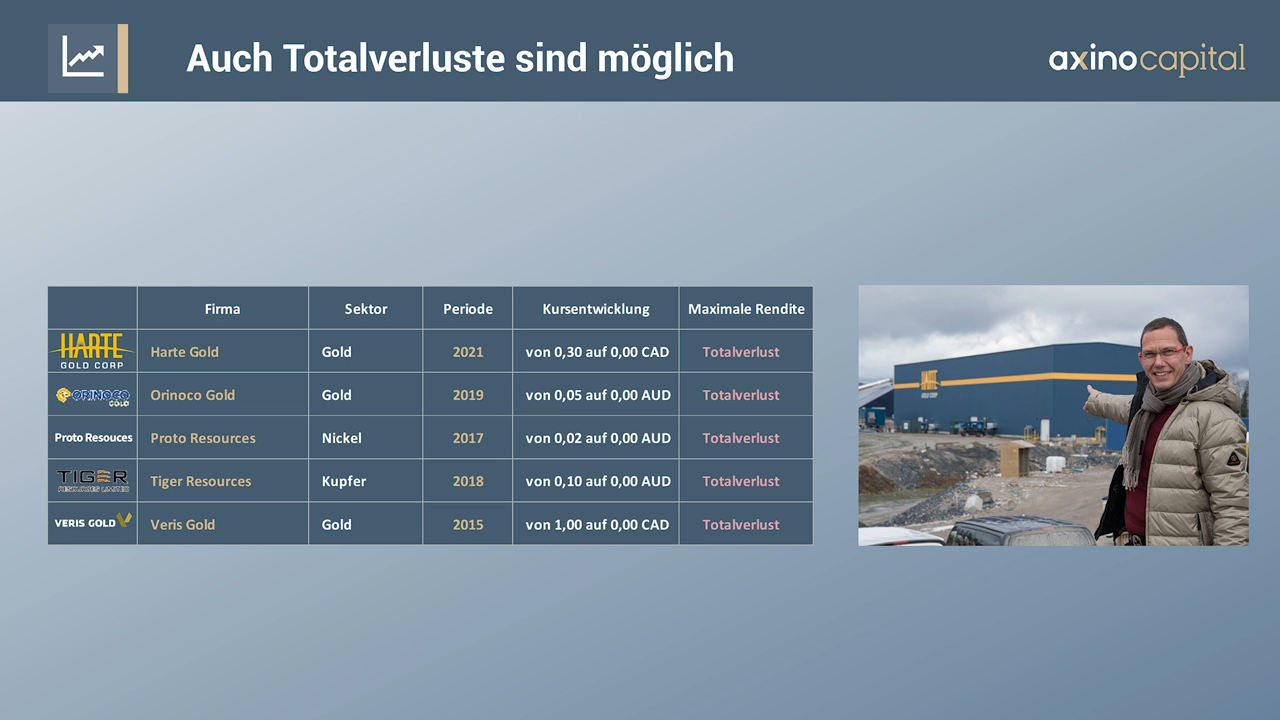 Auch Totalverluste sind möglich
axinocapital
Firma Sektor Periode Kursentwicklung Maximale Rendite
HARTE
GOLD CORP
Harte Gold Gold 2021 von 0,30 auf 0,00 CAD Totalverlust
ORINOCO
GOLD
Orinoco Gold Gold 2019 von 0,05 auf 0,00 AUD Totalverlust
Proto Resouces Proto Resources Nickel 2017 von 0,02 auf 0,00 AUD Totalverlust
TIGER
RESOURCES LIMITED
Tiger Resources Kupfer 2018 von 0,10 auf 0,00 AUD Totalverlust
VERIS GOLD Veris Gold Gold 2015 von 1,00 auf 0,00 CAD Totalverlust
HARTE
GOLD CORP